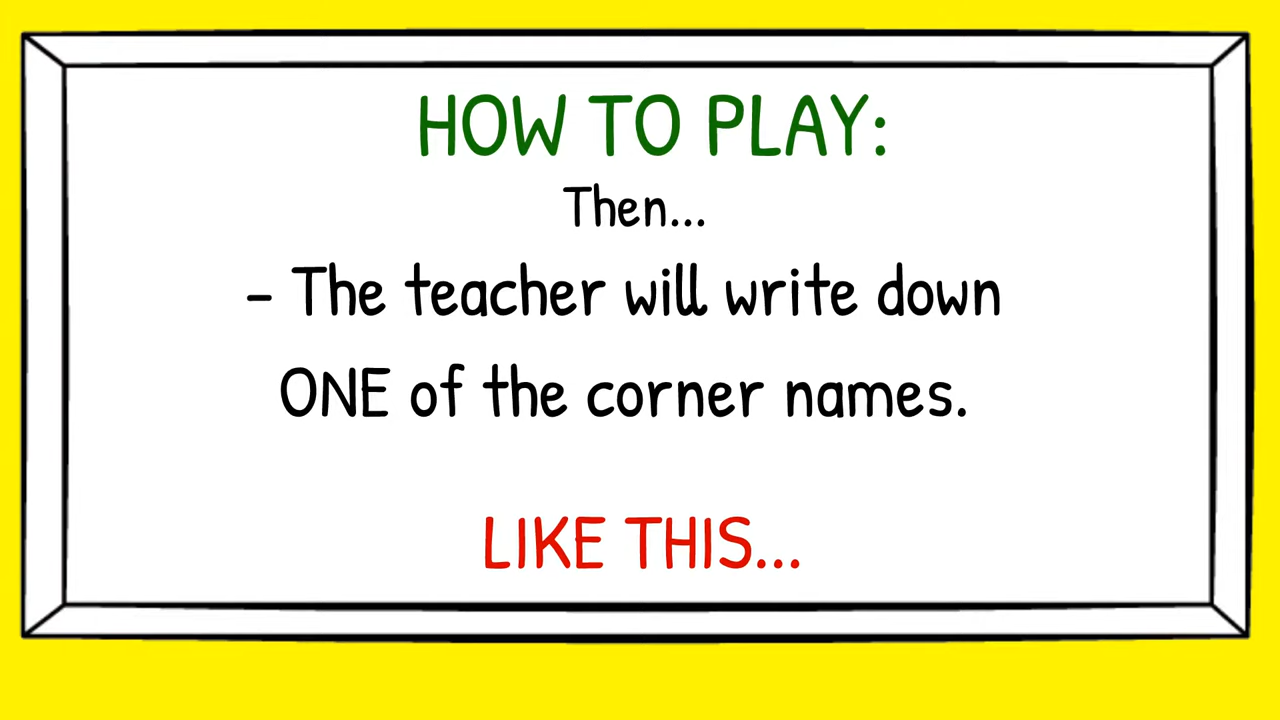 HOW TO PLAY:
Then...
- The teacher will write down
ONE of the corner names.
LIKE THIS...